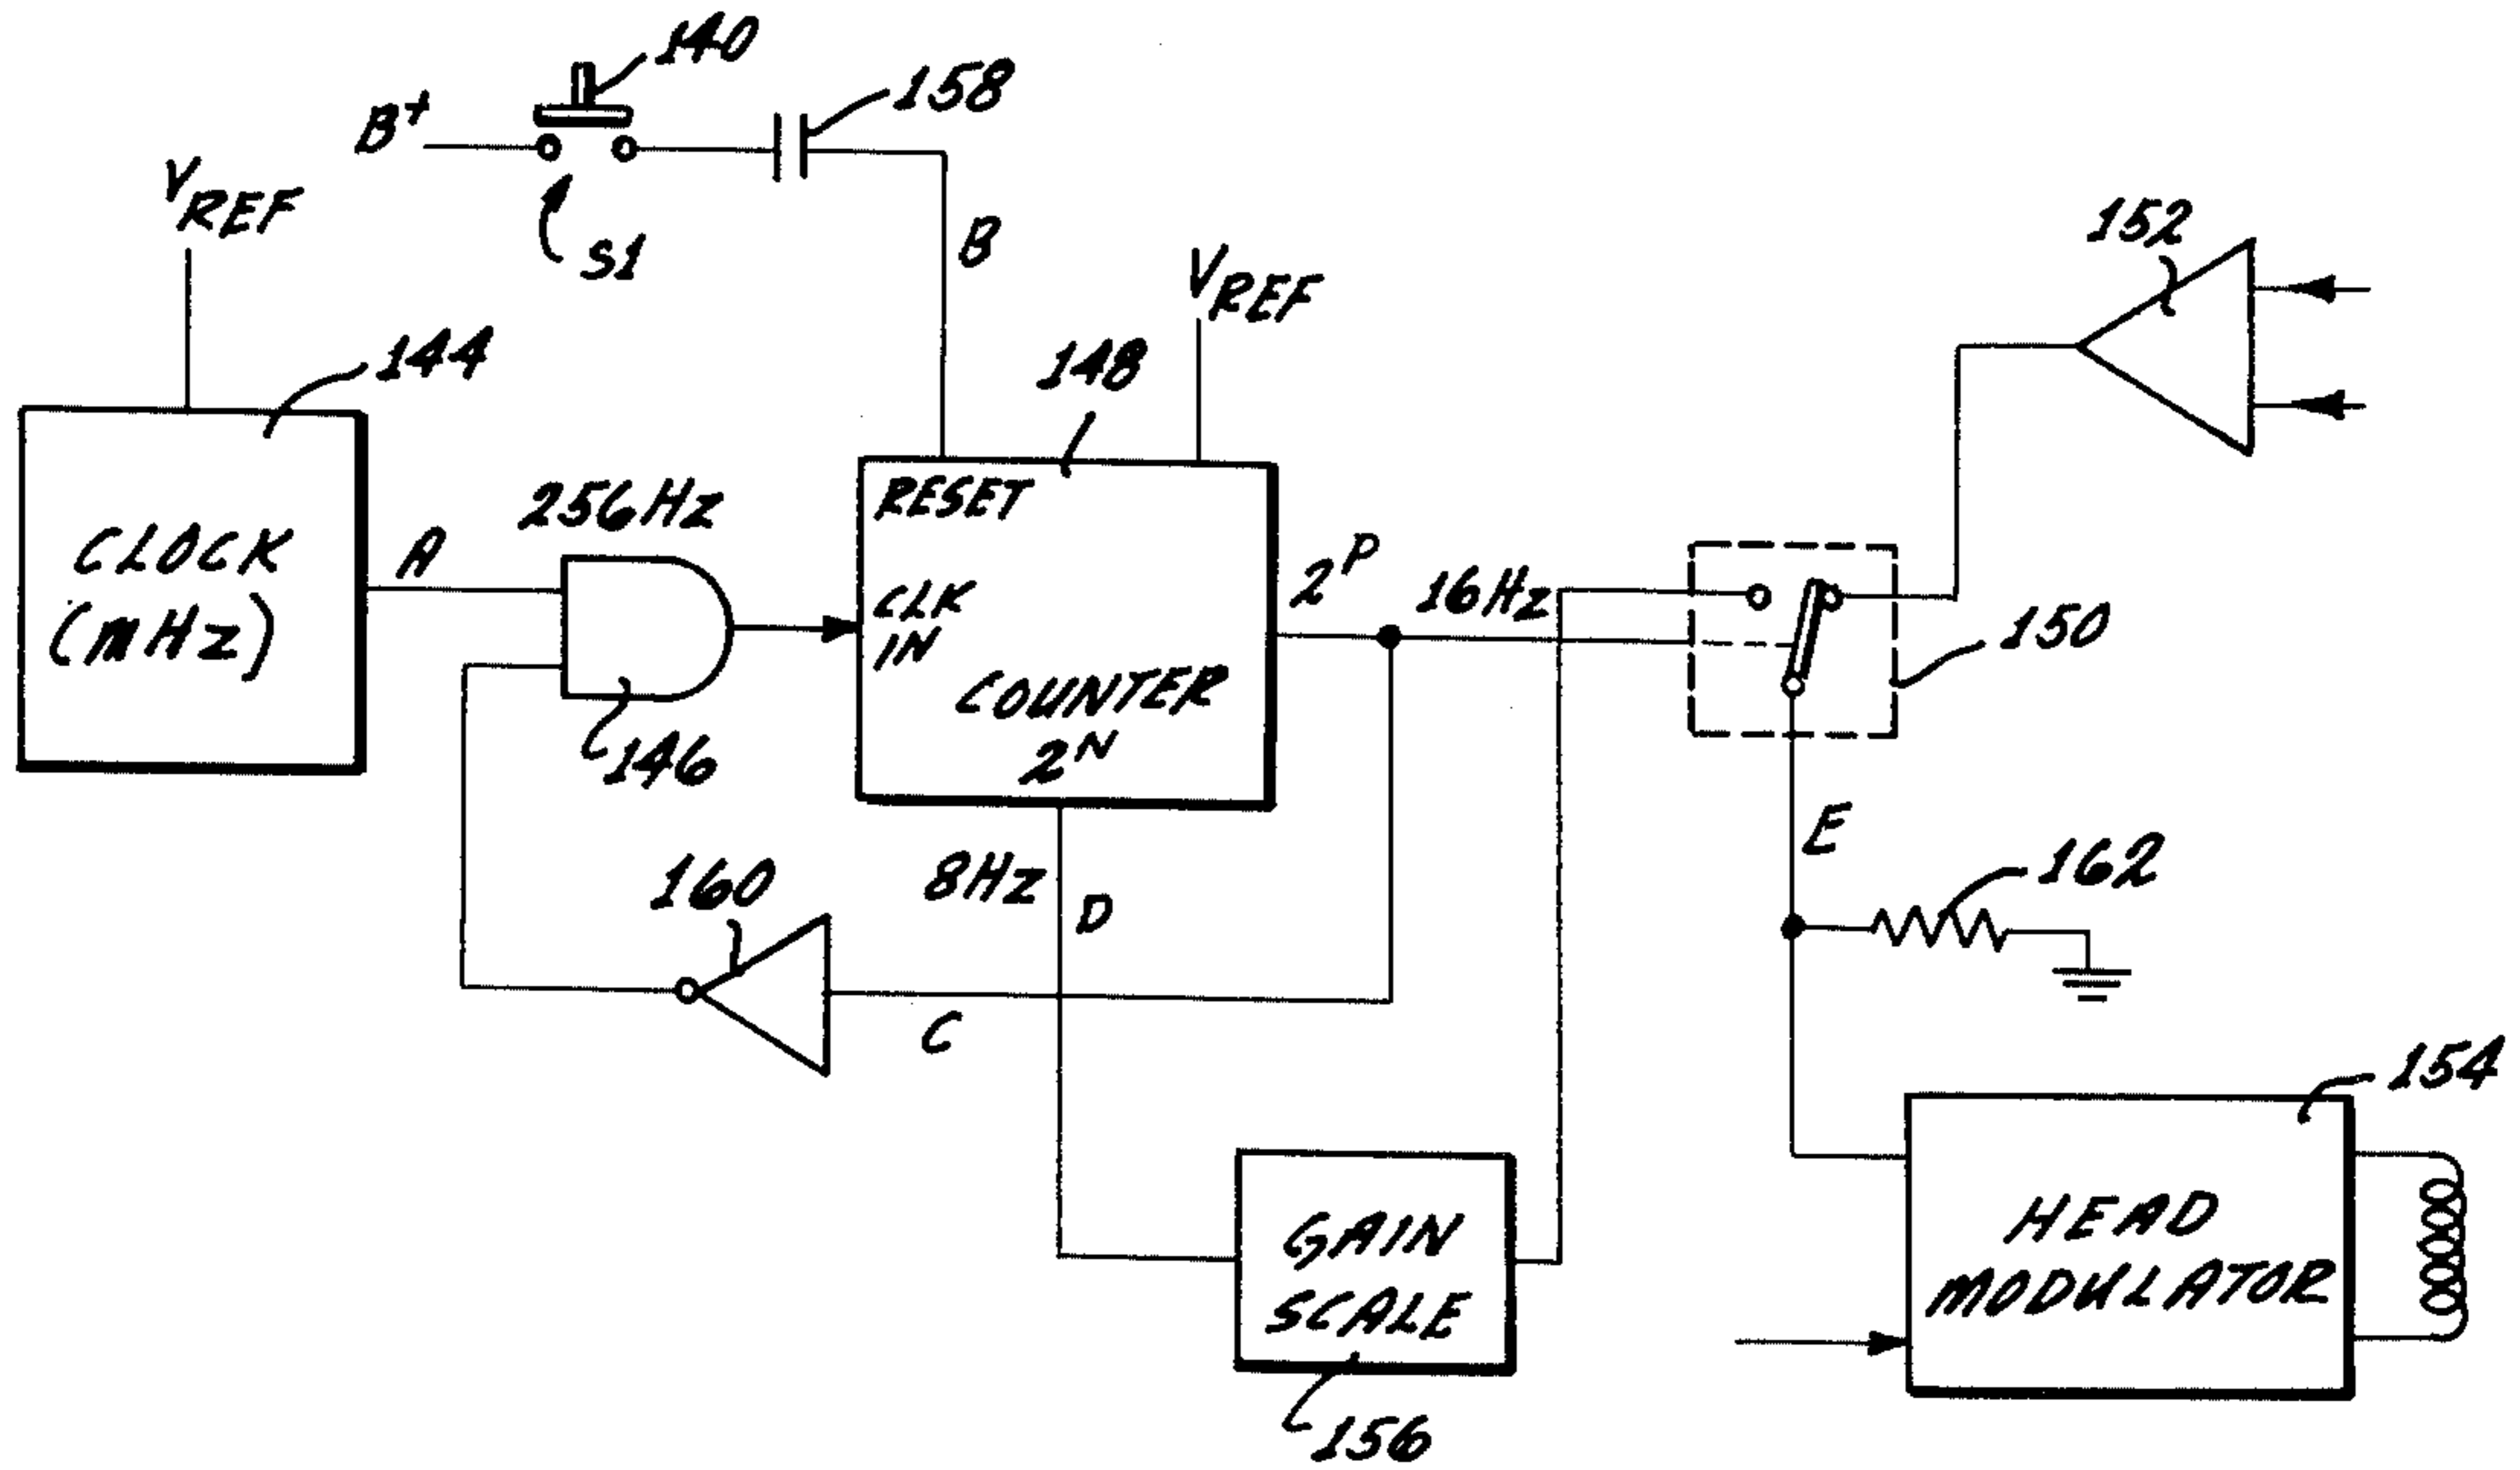 140
158
B+
VREF
S1
B
152
VREF
144
148
256Hz
RESET
CLOCK
(mHz)
A
CLK
IN
2P
16Hz
150
COUNTER
2N
146
E
160
8Hz
D
162
C
154
GAIN
SCALE
HEAD
MODULATOR
156